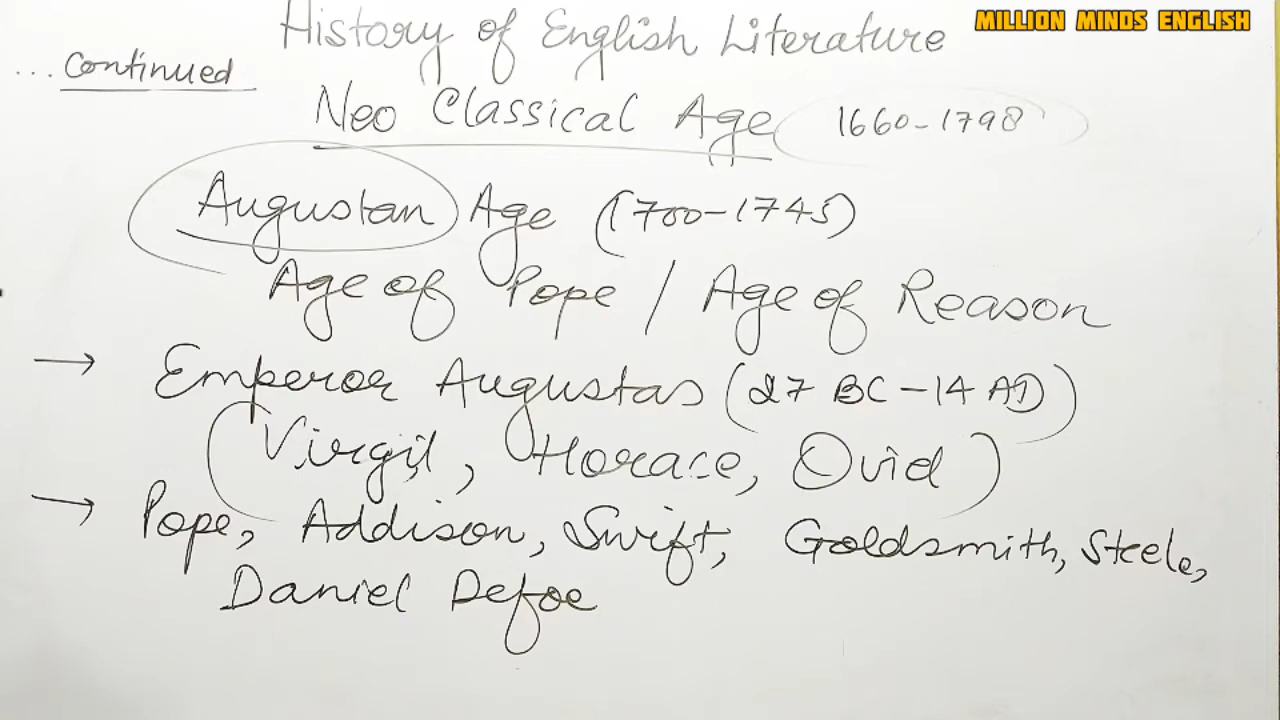 MILLION MINDS ENGLISH
History of English Literature
... Continued
Neo Classical Age 1660-1798
Augustan Age (1700-1745)
Age of Pope / Age of Reason
→ Emperor Augustas (27 BC - 14 AD)
(Virgil, Horace, Ovid)
→ Pope, Addison, Swift, Goldsmith, Steele,
Daniel Defoe